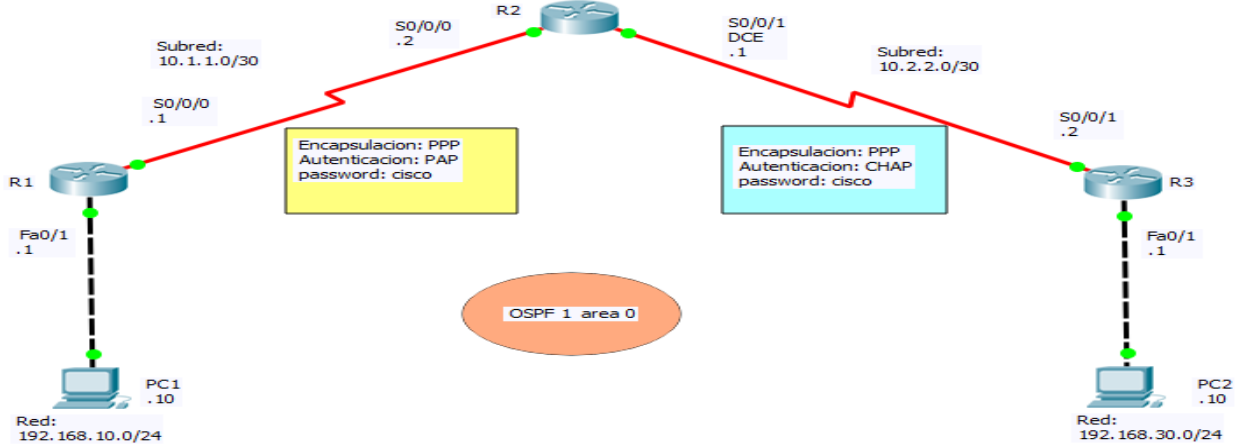 R2
S0/0/0
.2
S0/0/1
DCE
.1
Subred:
10.1.1.0/30
Subred:
10.2.2.0/30
S0/0/0
.1
S0/0/1
.2
Encapsulacion: PPP
Autenticacion: PAP
password: cisco
Encapsulacion: PPP
Autenticacion: CHAP
password: cisco
R1
R3
Fa0/1
.1
Fa0/1
.1
OSPF 1 area 0
PC1
.10
PC2
.10
Red:
192.168.10.0/24
Red:
192.168.30.0/24